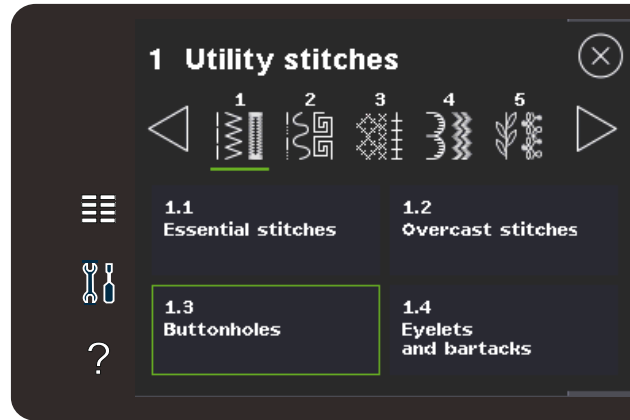 1 Utility stitches
1 2 3 4 5
1.1
Essential stitches
1.2
Overcast stitches
1.3
Buttonholes
1.4
Eyelets
and bartacks
?